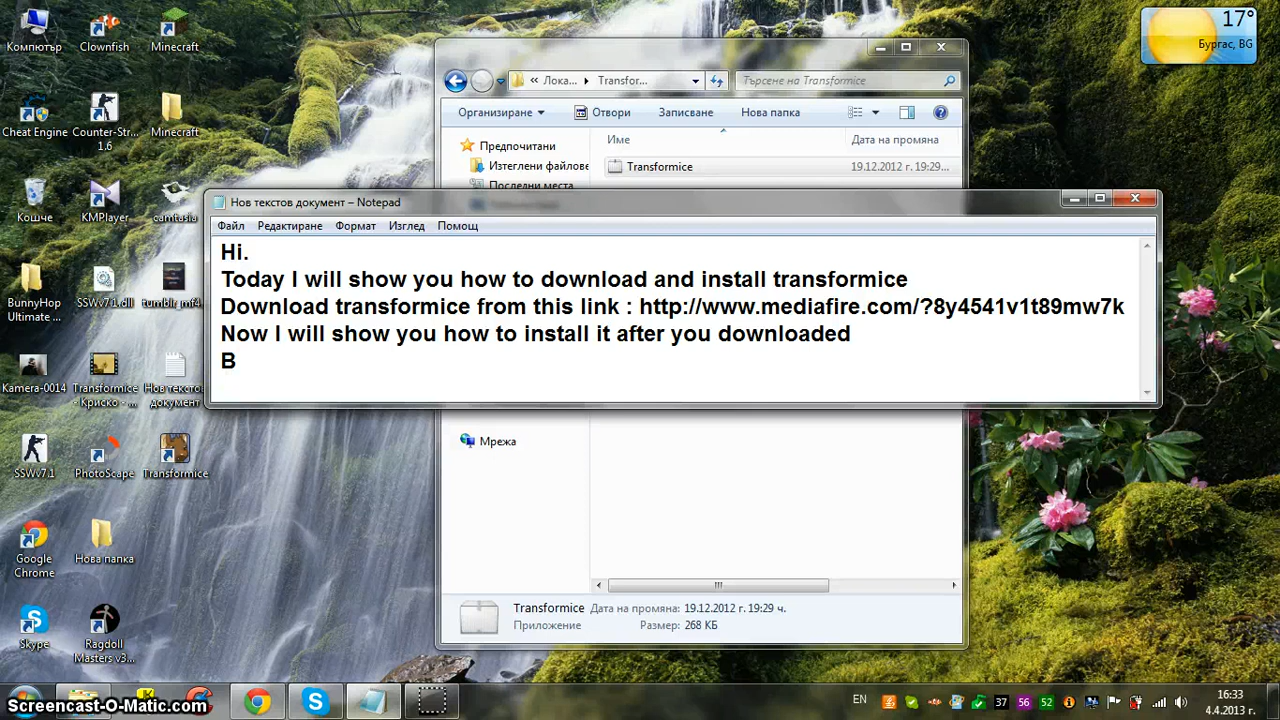 Компютър
Clownfish
Minecraft
Cheat Engine
Counter-Str...
1.6
Minecraft
Кошче
KMPlayer
camtasia
BunnyHop
Ultimate ...
SSWv7.1.dll
tumblr_mf4...
Kamera-0014
Transformice
- Криско - ...
Нов текстов
документ
SSWv7.1
PhotoScape
Transformice
Google
Chrome
Нова папка
Skype
Ragdoll
Masters v3...
17°
Бургас, BG
« Лока... Transfor...
Търсене на Transformice
Организиране Отвори Записване Нова папка
Име Дата на промяна
Предпочитани
Изтеглени файлове
Последни места
Transformice 19.12.2012 г. 19:29...
Нов текстов документ – Notepad
Файл Редактиране Формат Изглед Помощ
Hi.
Today I will show you how to download and install transformice
Download transformice from this link : http://www.mediafire.com/?8y4541v1t89mw7k
Now I will show you how to install it after you downloaded
B
Мрежа
Transformice Дата на промяна: 19.12.2012 г. 19:29 ч.
Приложение Размер: 268 КБ
Screencast-O-Matic.com
EN
37
56
52
16:33
4.4.2013 г.